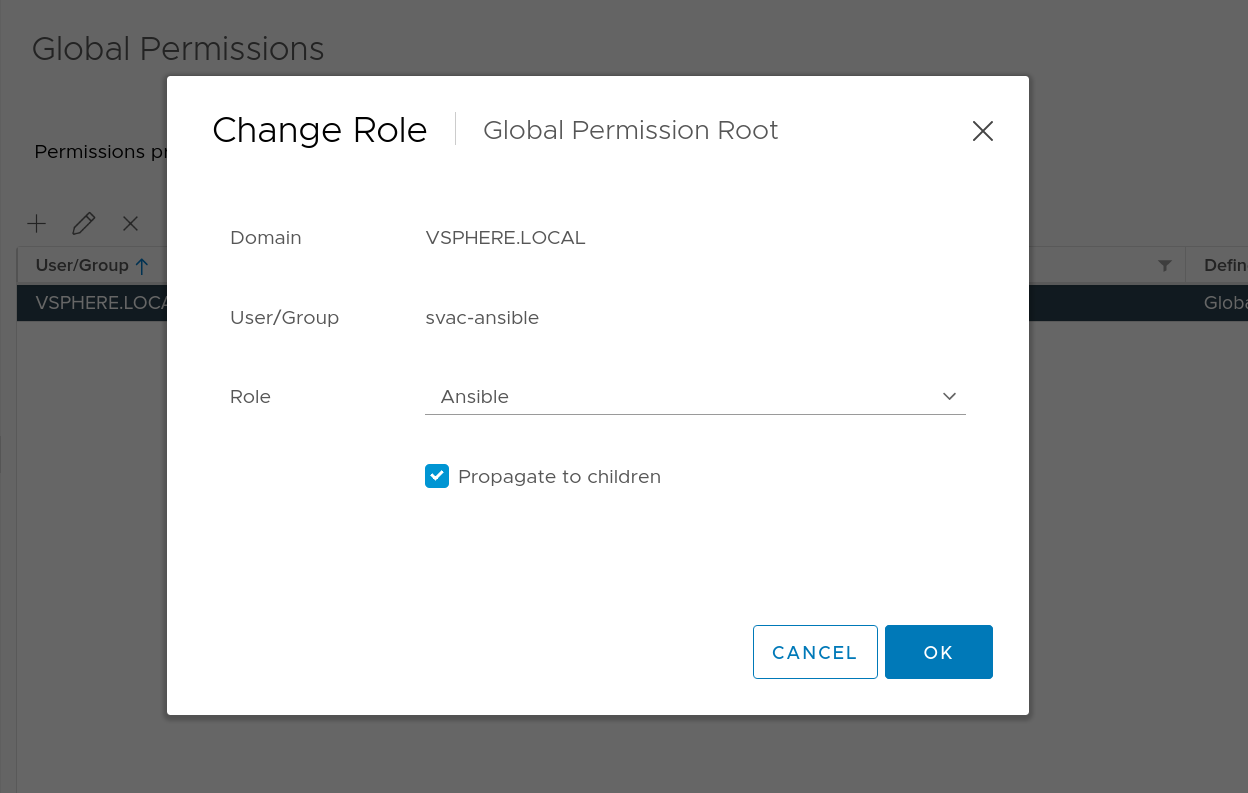 Global Permissions
Change Role
Global Permission Root
Permissions
Domain
VSPHERE.LOCAL
User/Group
Defin
VSPHERE.LOCA
Globa
User/Group
svac-ansible
Role
Ansible
Propagate to children
CANCEL
OK